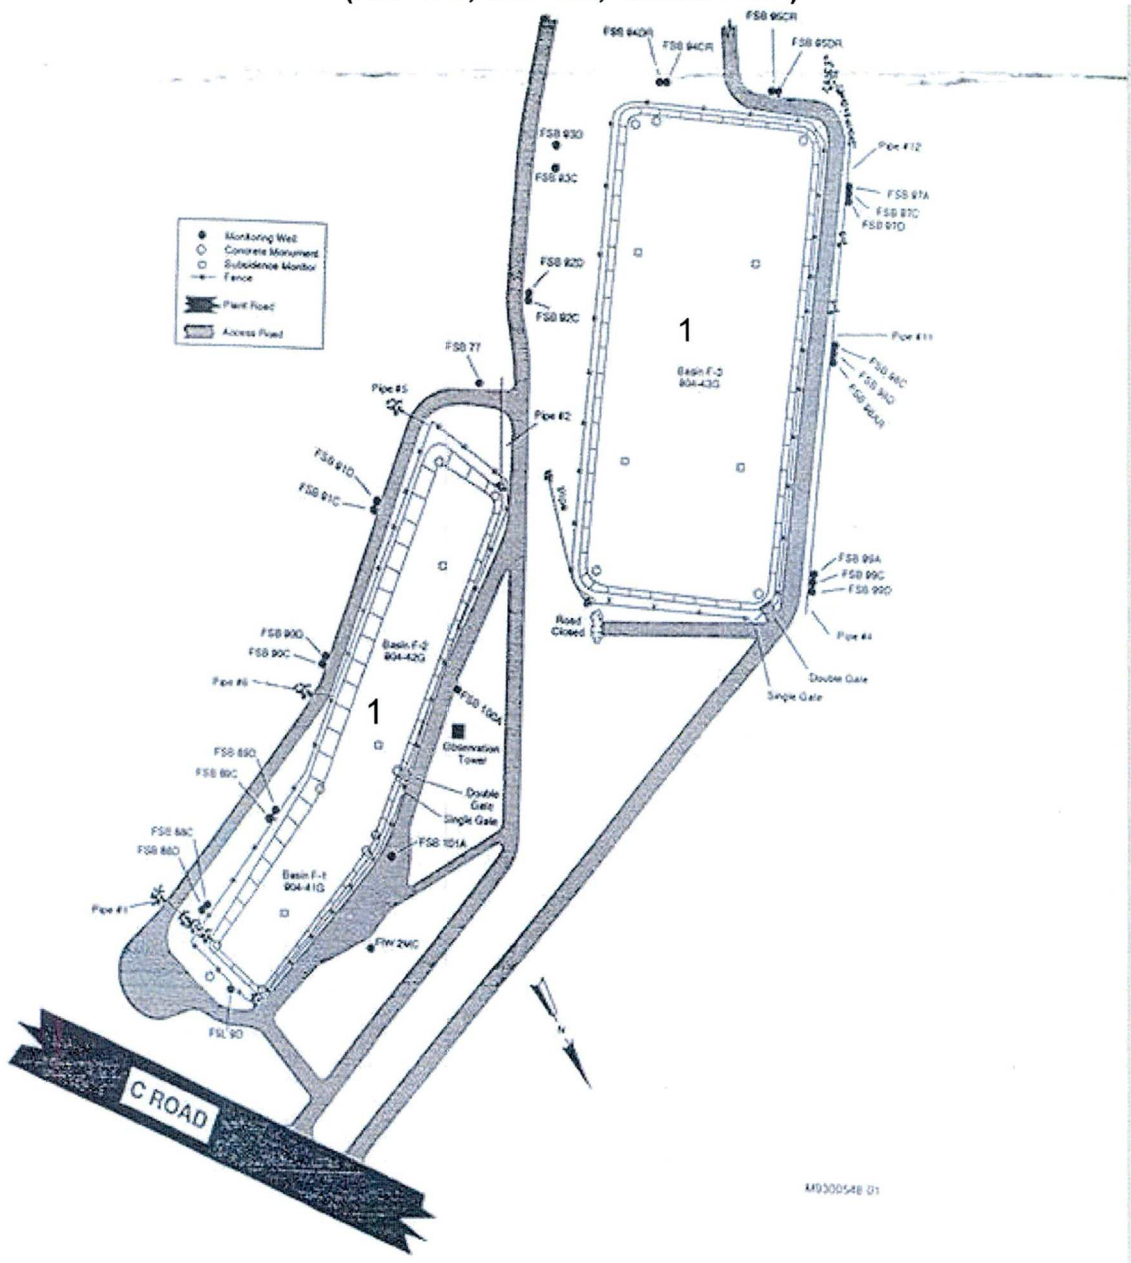 FSB 94DR
FSB 94CR
FSB 95CR
FSB 95DR
FSB 93D
FSB 93C
Pipe #12
FSB 97A
FSB 97C
FSB 97D
Monitoring Well
Concrete Monument
Subsidence Monitor
Fence
Plant Road
Access Road
FSB 92D
FSB 92C
1
Pipe #11
FSB 77
Basin F-3
904-43G
FSB 98C
FSB 98D
FSB 98AR
Pipe #5
Pipe #2
FSB 91D
FSB 91C
FSB 99A
FSB 99C
FSB 99D
Road
Closed
Pipe #4
FSB 90D
FSB 90C
Basin F-2
904-42G
Double Gate
Single Gate
Pipe #6
FSB 100A
1
Observation
Tower
FSB 89D
FSB 89C
Double
Gate
Single Gate
FSB 88C
FSB 88D
FSB 101A
Basin F-1
904-41G
Pipe #1
FIW 2MC
FSL 9D
N
C ROAD
M9300548 01